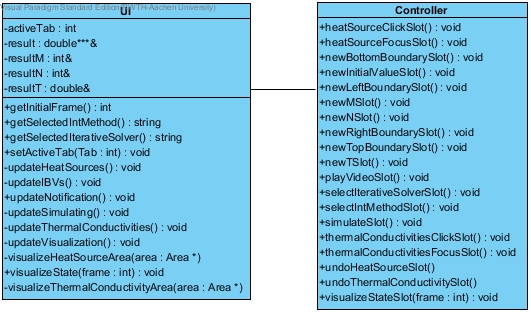 Visual Paradigm Standard Edition(RWTH Aachen University)
UI
-activeTab : int
-result : double***&
-resultM : int&
-resultN : int&
-resultT : double&
+getInitialFrame() : int
+getSelectedIntMethod() : string
+getSelectedIterativeSolver() : string
+setActiveTab(Tab : int) : void
-updateHeatSources() : void
-updateIBVs() : void
+updateNotification() : void
-updateSimulating() : void
-updateThermalConductivities() : void
-updateVisualization() : void
-visualizeHeatSourceArea(area : Area *)
+visualizeState(frame : int) : void
-visualizeThermalConductivityArea(area : Area *)
Controller
+heatSourceClickSlot() : void
+heatSourceFocusSlot() : void
+newBottomBoundarySlot() : void
+newInitialValueSlot() : void
+newLeftBoundarySlot() : void
+newMSlot() : void
+newNSlot() : void
+newRightBoundarySlot() : void
+newTopBoundarySlot() : void
+newTSlot() : void
+playVideoSlot() : void
+selectIterativeSolverSlot() : void
+selectIntMethodSlot() : void
+simulateSlot() : void
+thermalConductivitiesClickSlot() : void
+thermalConductivitiesFocusSlot() : void
+undoHeatSourceSlot()
+undoThermalConductivitySlot()
+visualizeStateSlot(frame : int) : void